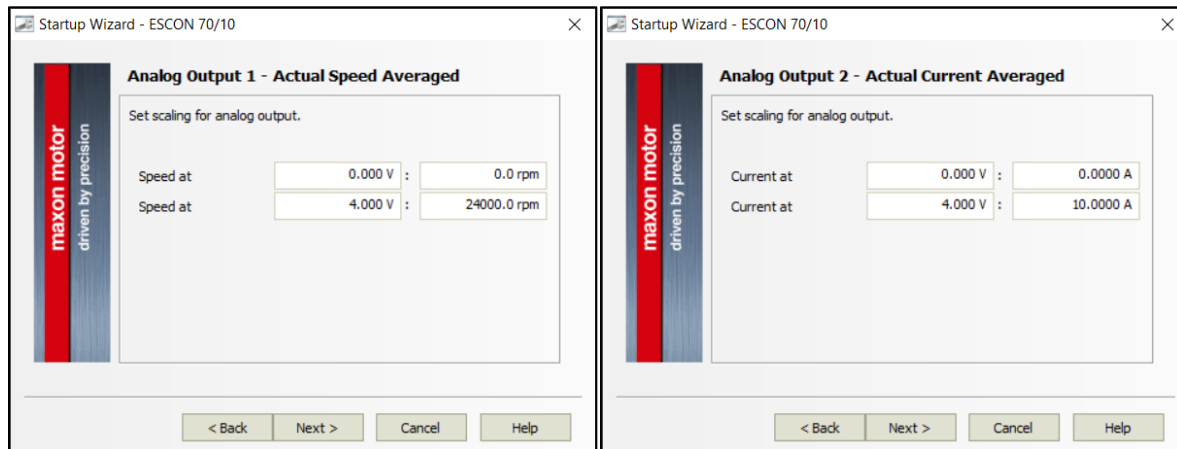 Startup Wizard - ESCON 70/10
maxon motor
driven by precision
Analog Output 1 - Actual Speed Averaged
Set scaling for analog output.
Speed at 0.000 V : 0.0 rpm
Speed at 4.000 V : 24000.0 rpm
< Back Next > Cancel Help
Startup Wizard - ESCON 70/10
maxon motor
driven by precision
Analog Output 2 - Actual Current Averaged
Set scaling for analog output.
Current at 0.000 V : 0.0000 A
Current at 4.000 V : 10.0000 A
< Back Next > Cancel Help